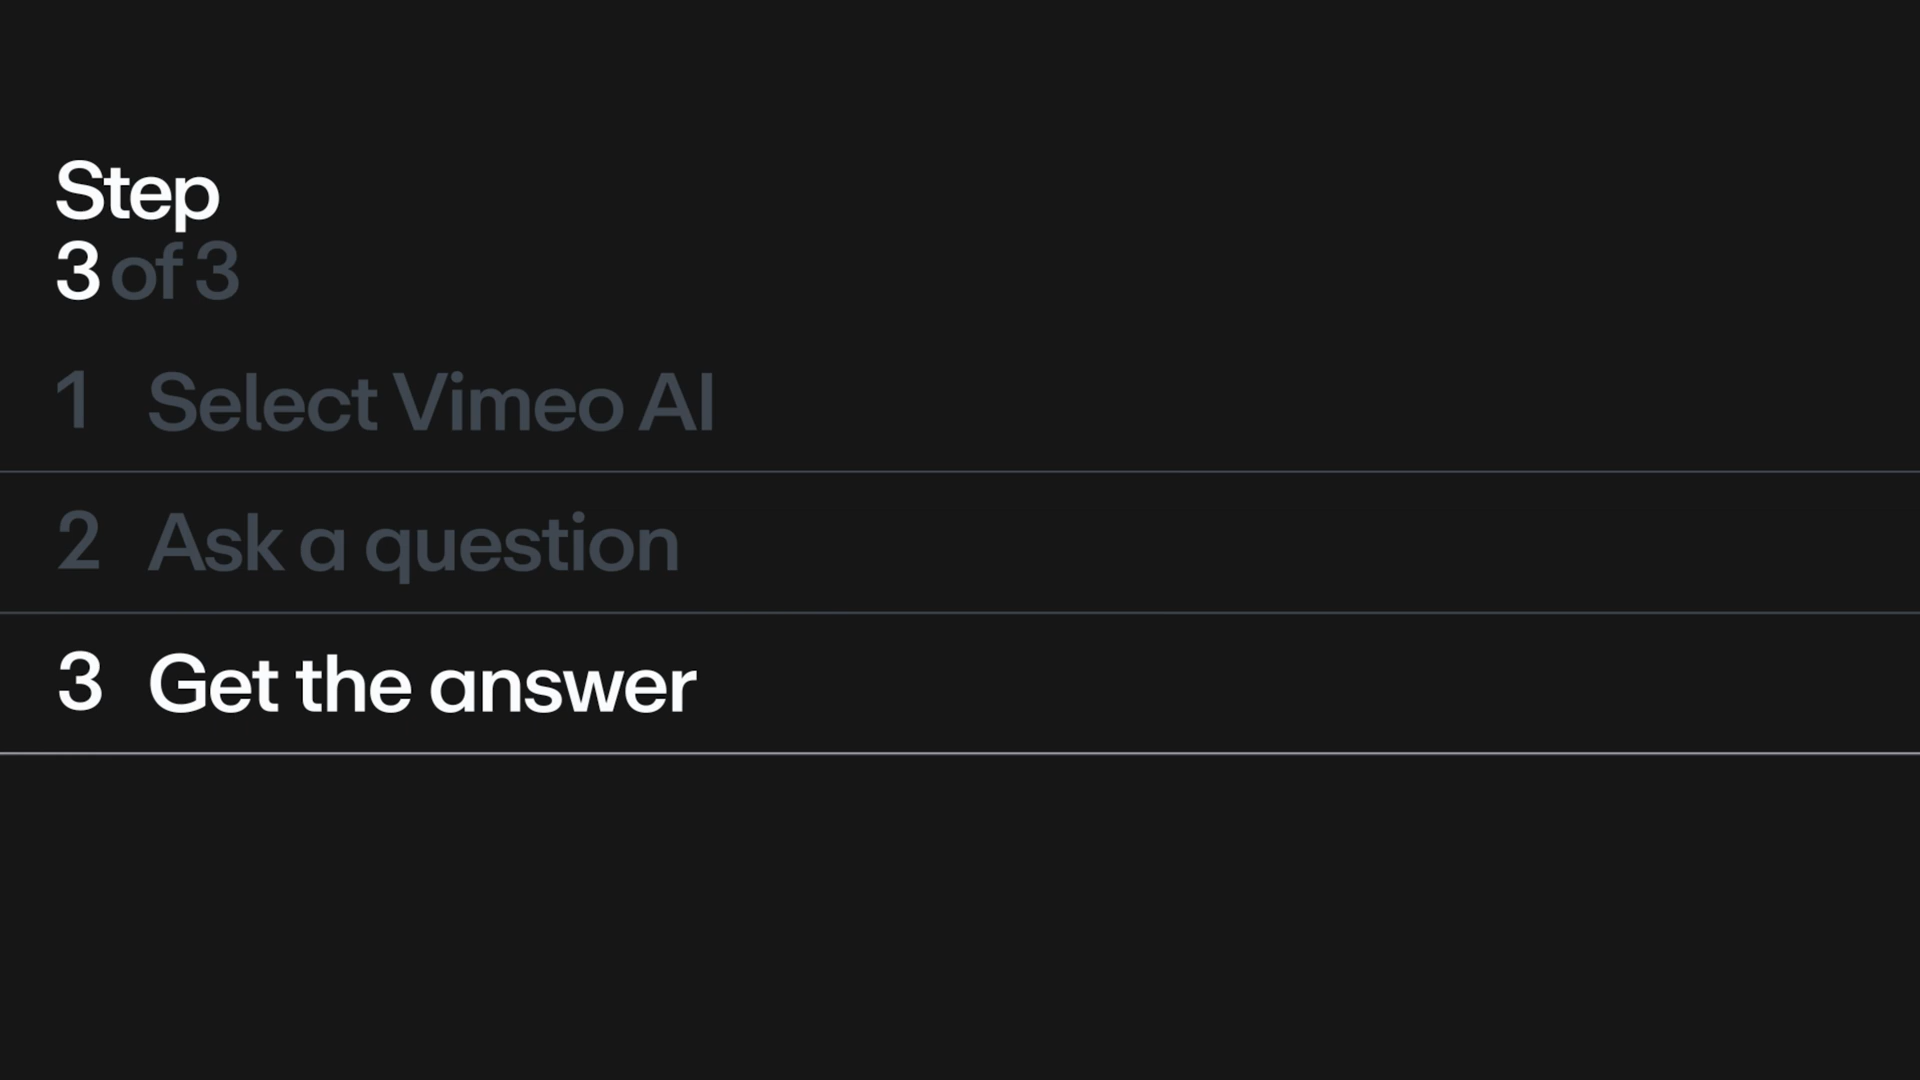 Step
3 of 3
1 Select Vimeo AI
2 Ask a question
3 Get the answer